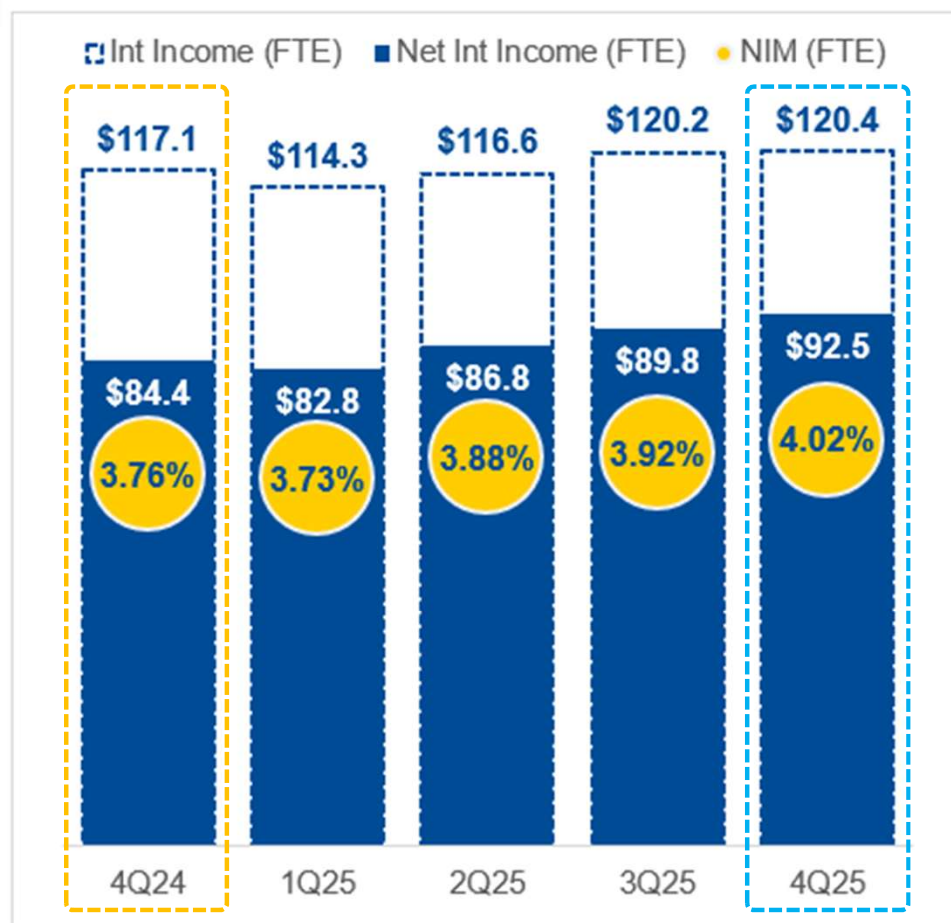 Int Income (FTE) Net Int Income (FTE) NIM (FTE)
$117.1 $114.3 $116.6 $120.2 $120.4
$84.4 $82.8 $86.8 $89.8 $92.5
3.76% 3.73% 3.88% 3.92% 4.02%
4Q24 1Q25 2Q25 3Q25 4Q25